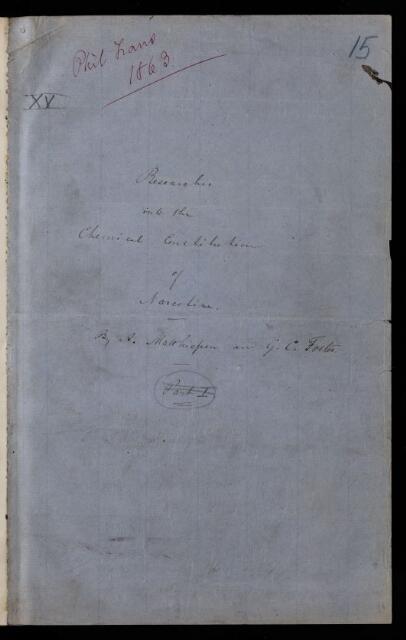 Phil Trans
1863
15
XV
Researches
into the
Chemical Constitution
of
Narcotine.
By A. Matthiessen and G. C. Foster.
Part I